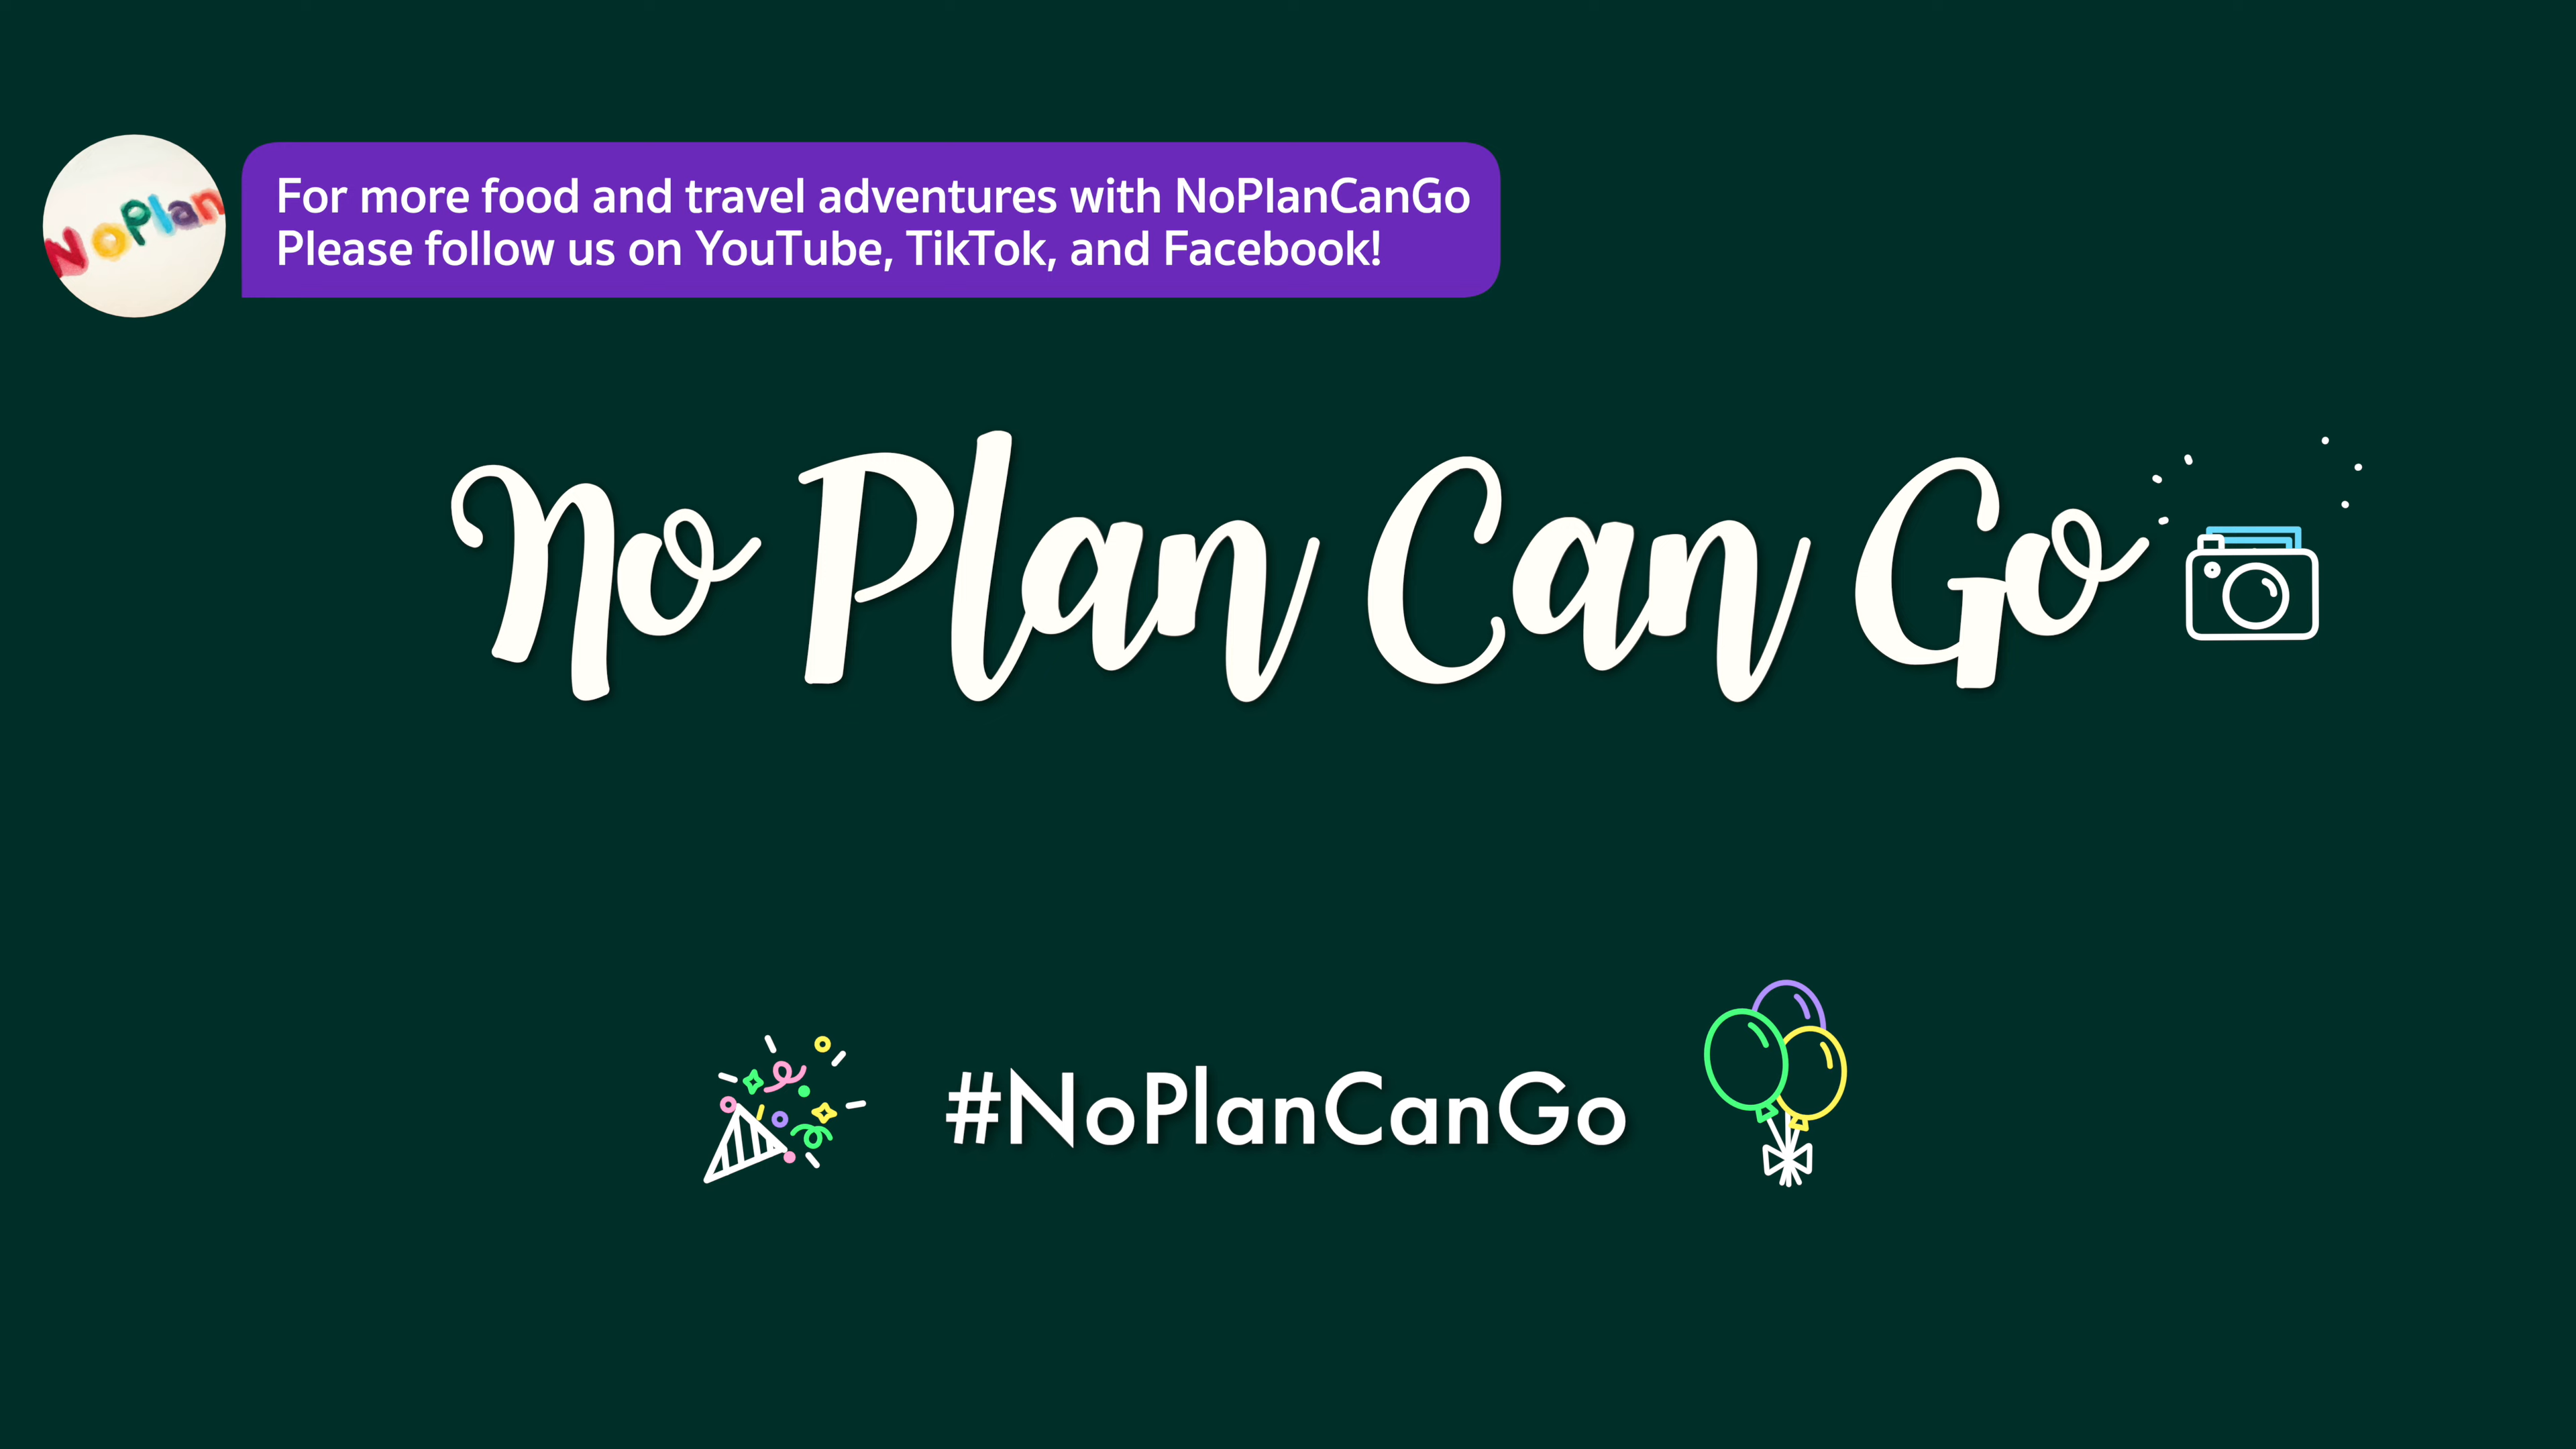 NoPlan
For more food and travel adventures with NoPlanCanGo
Please follow us on YouTube, TikTok, and Facebook!
No Plan Can Go
#NoPlanCanGo